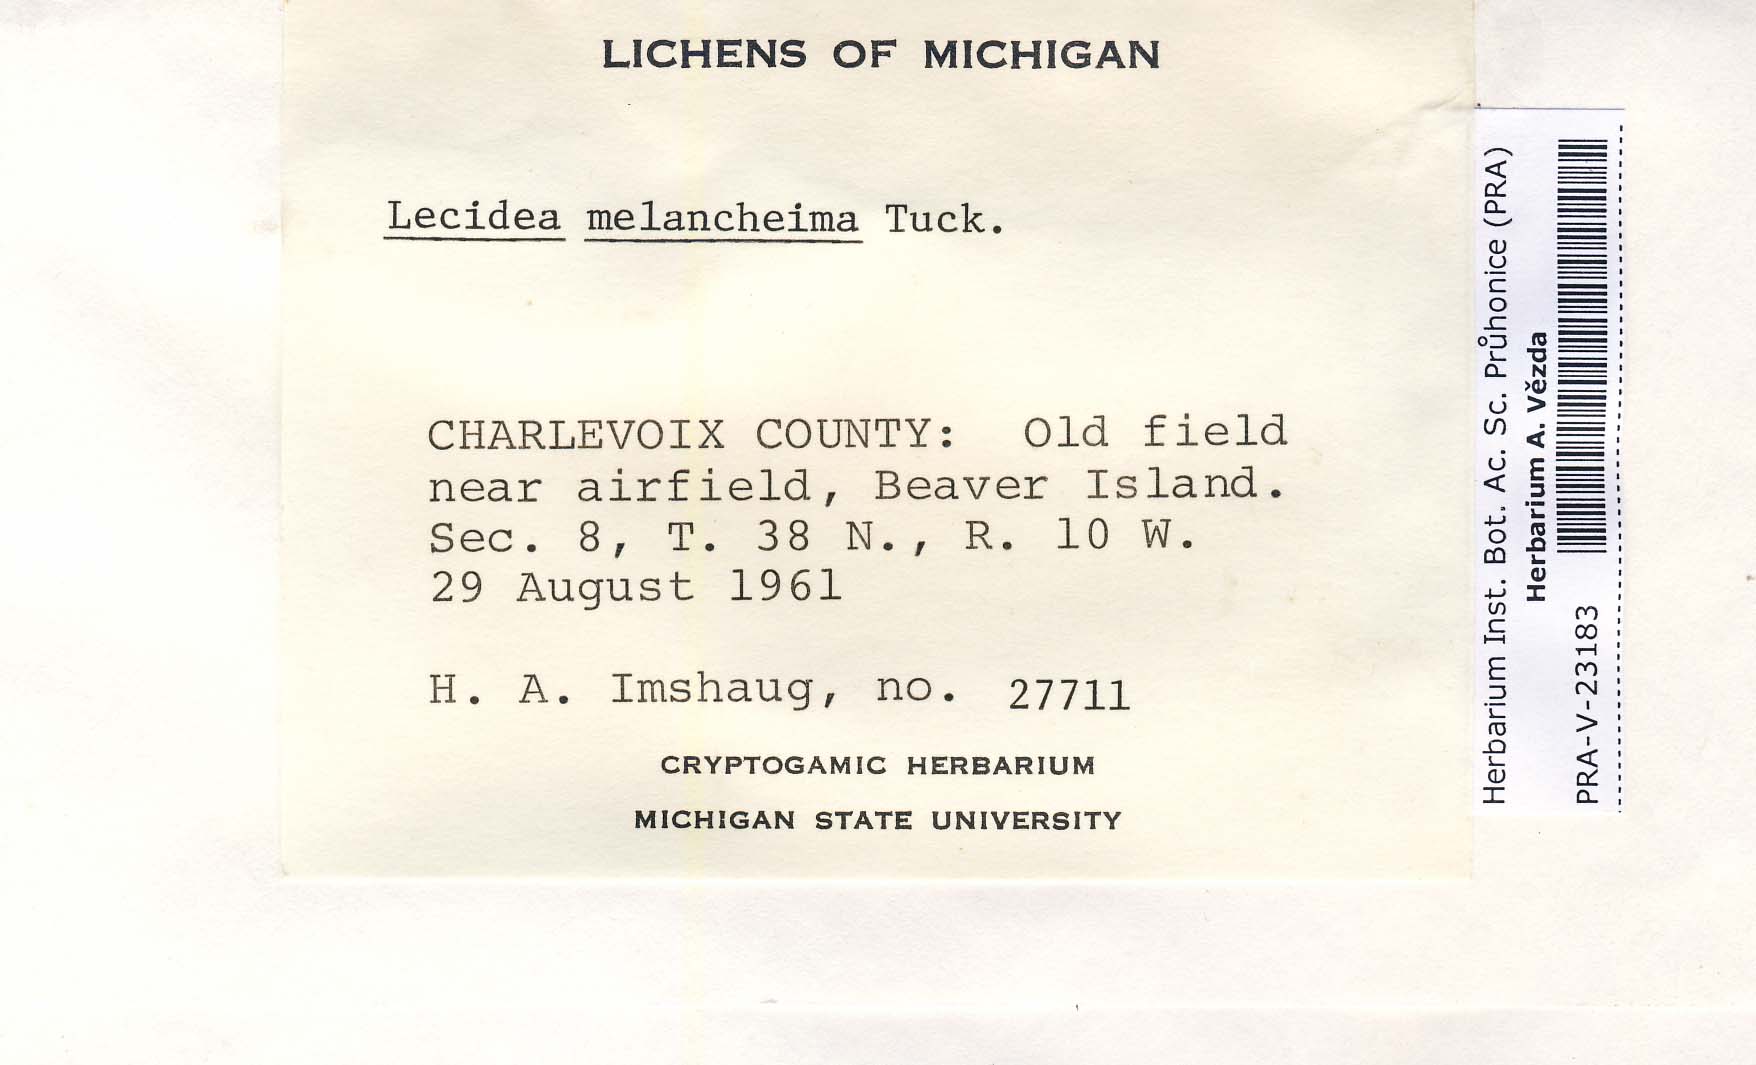 LICHENS OF MICHIGAN
Lecidea melancheima Tuck.
CHARLEVOIX COUNTY: Old field
near airfield, Beaver Island.
Sec. 8, T. 38 N., R. 10 W.
29 August 1961
H. A. Imshaug, no. 27711
CRYPTOGAMIC HERBARIUM
MICHIGAN STATE UNIVERSITY
Herbarium Inst. Bot. Ac. Sc. Průhonice (PRA)
Herbarium A. Vězda
PRA-V-23183